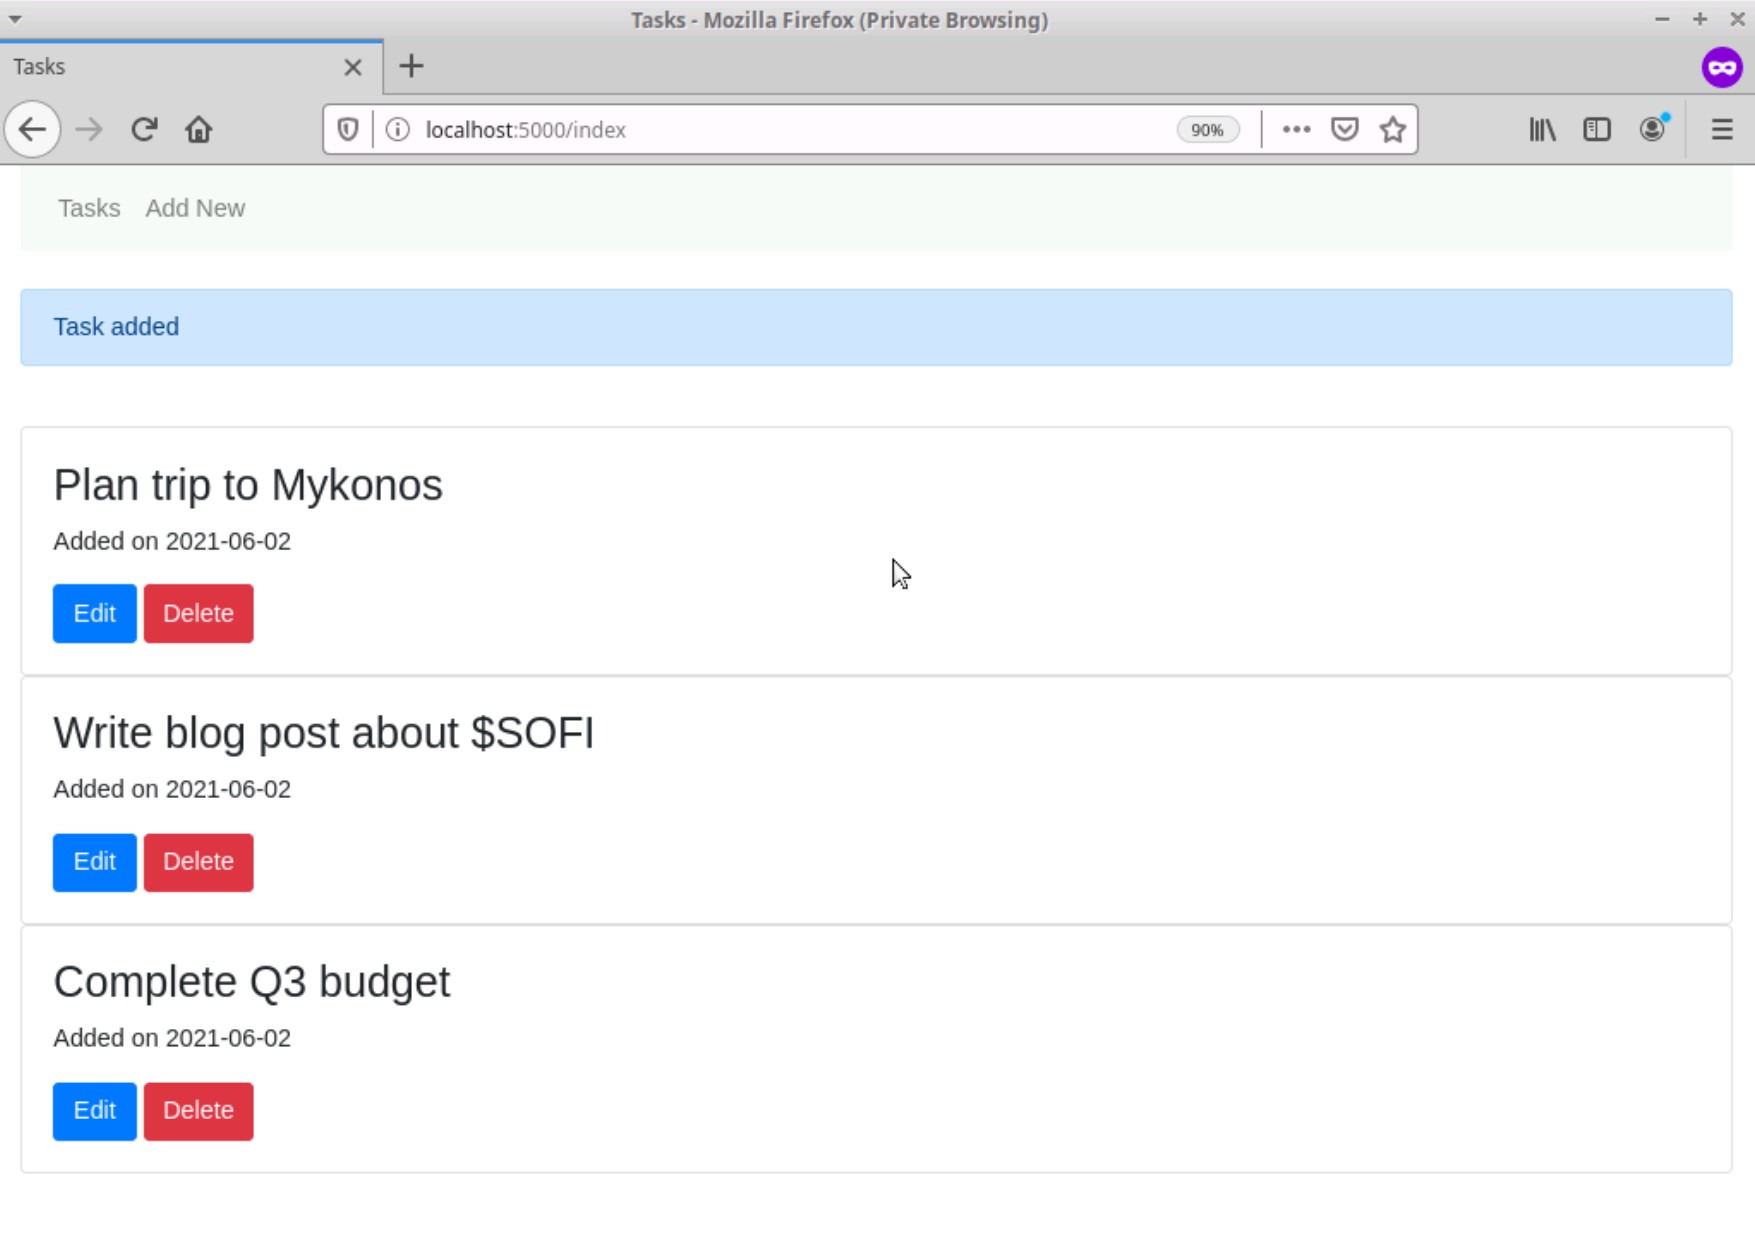 Tasks - Mozilla Firefox (Private Browsing)
Tasks
localhost:5000/index
90%
Tasks Add New
Task added
Plan trip to Mykonos
Added on 2021-06-02
Edit Delete
Write blog post about $SOFI
Added on 2021-06-02
Edit Delete
Complete Q3 budget
Added on 2021-06-02
Edit Delete